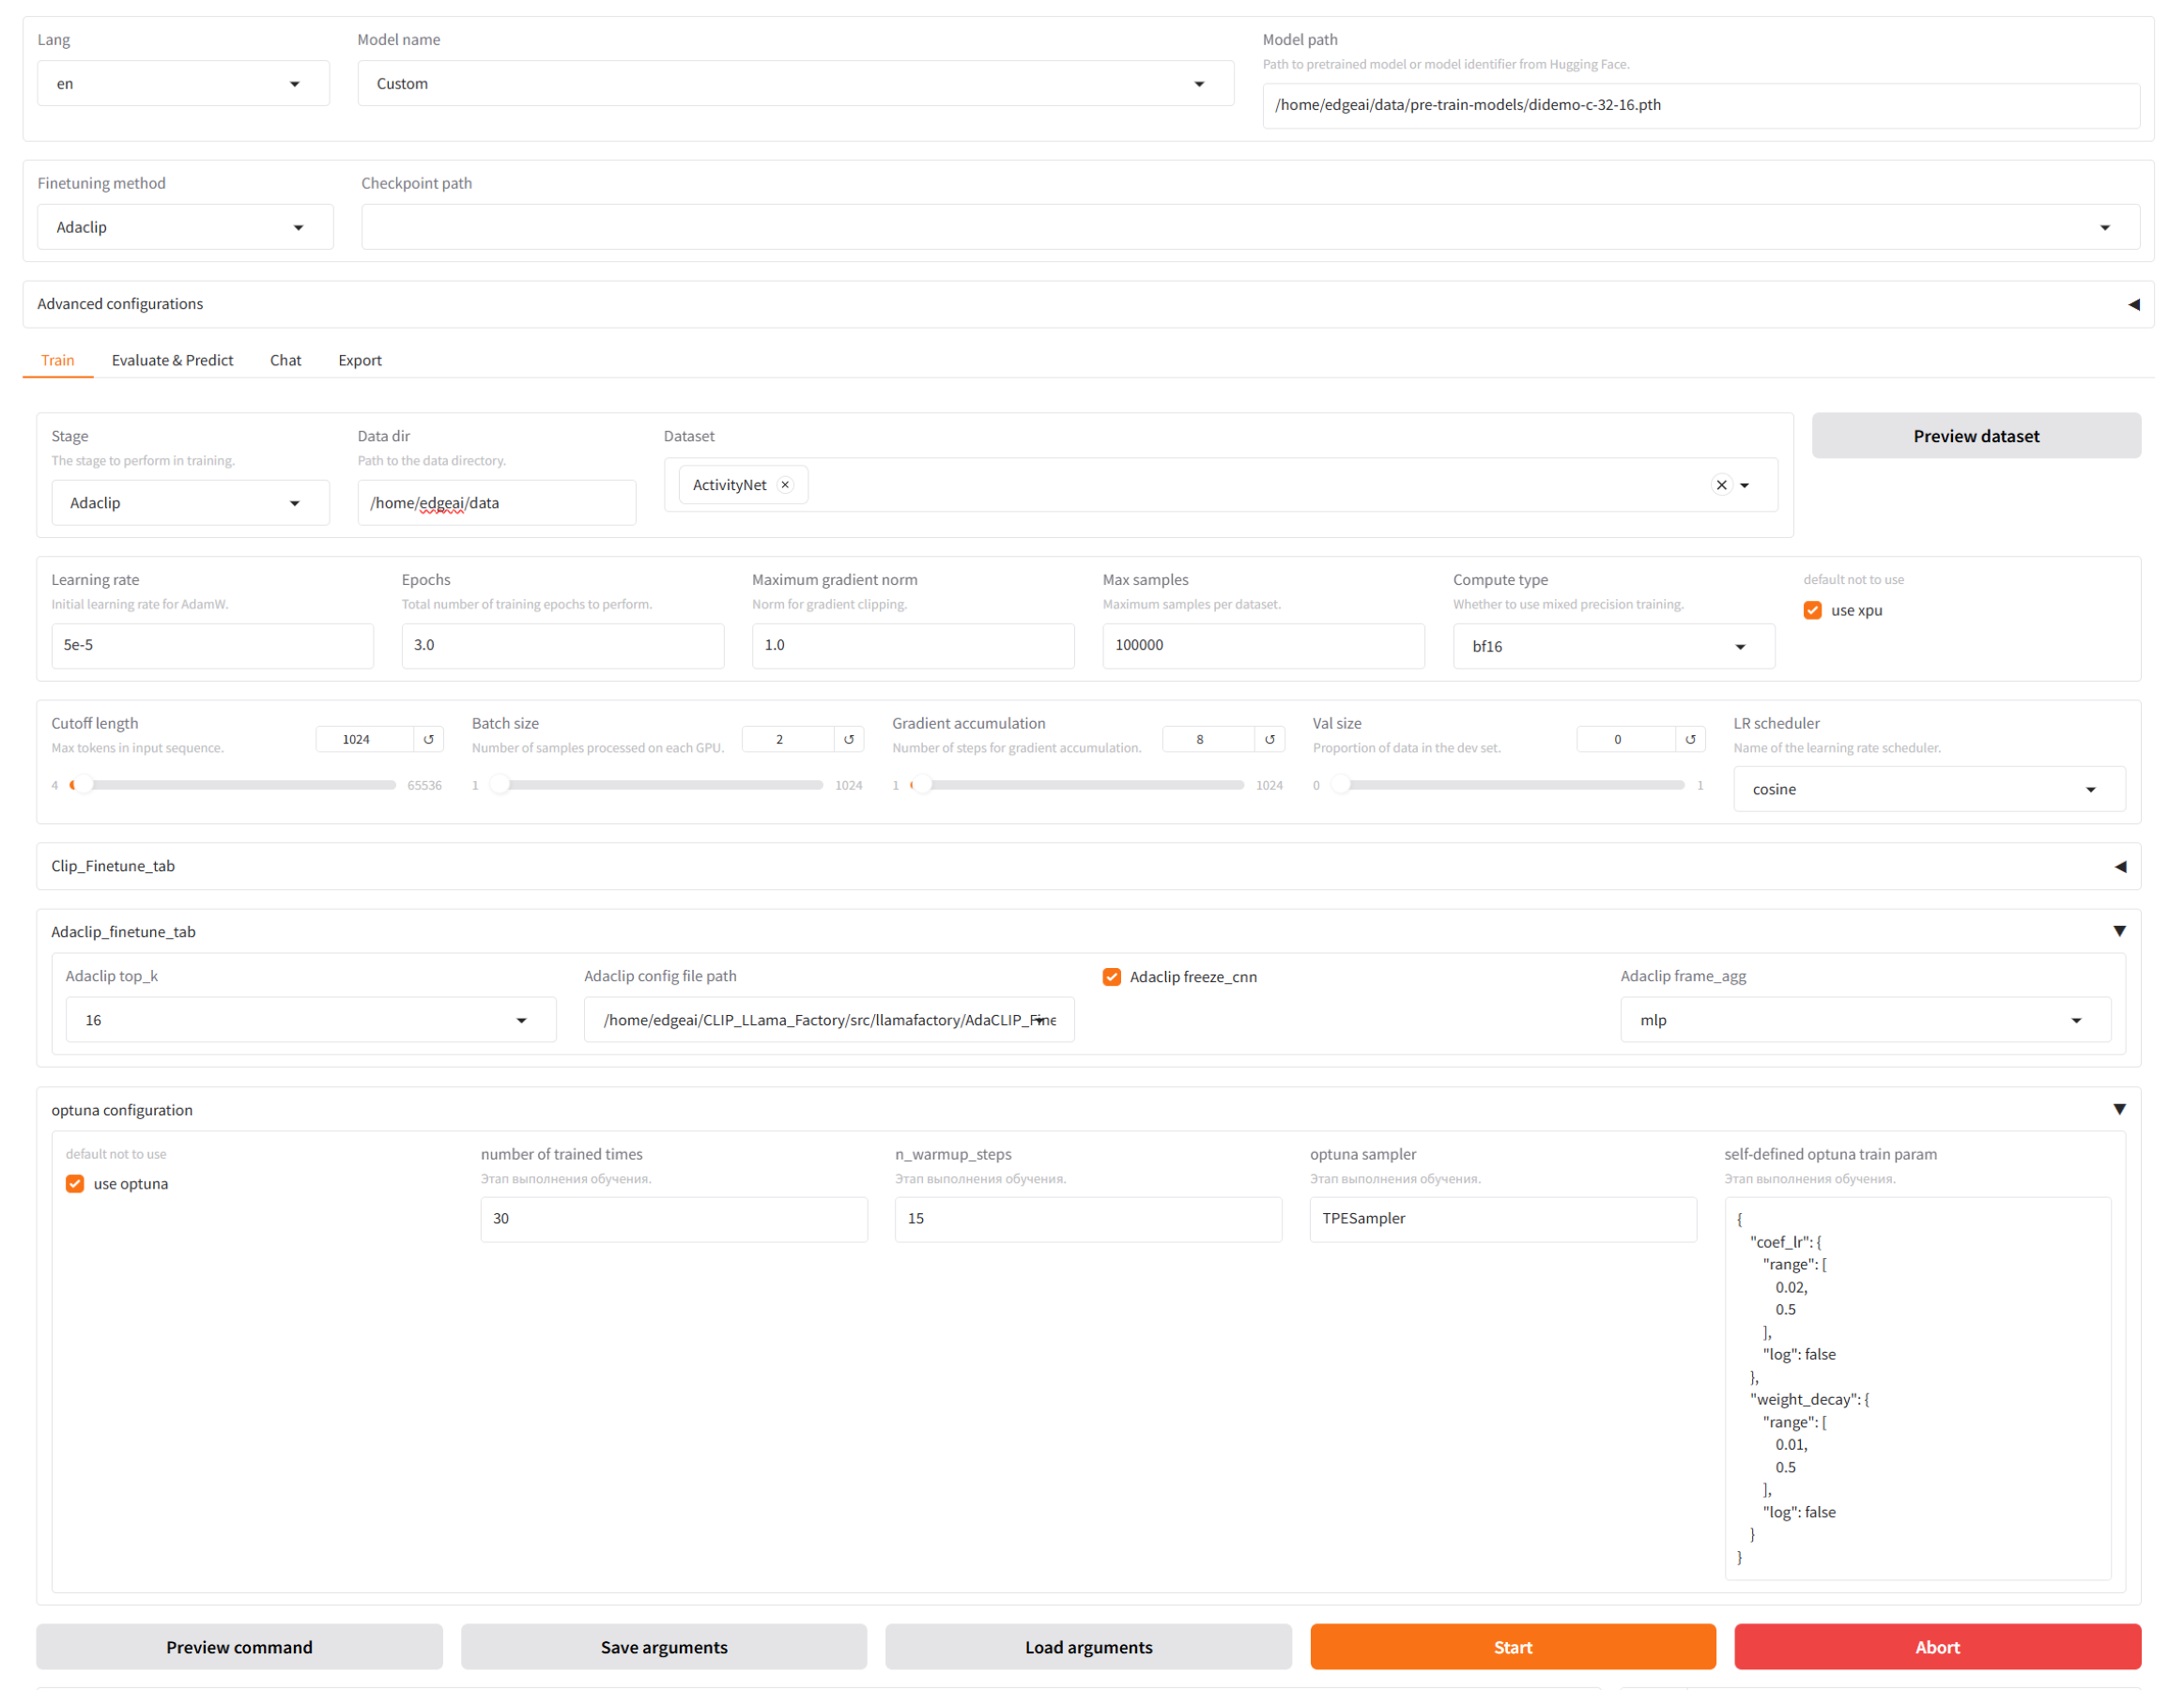 Lang
Model name
Model path
Path to pretrained model or model identifier from Hugging Face.
en
Custom
/home/edgeai/data/pre-train-models/didemo-c-32-16.pth
Finetuning method
Checkpoint path
Adaclip
Advanced configurations
Train
Evaluate & Predict
Chat
Export
Stage
The stage to perform in training.
Adaclip
Data dir
Path to the data directory.
/home/edgeai/data
Dataset
ActivityNet
Preview dataset
Learning rate
Initial learning rate for AdamW.
5e-5
Epochs
Total number of training epochs to perform.
3.0
Maximum gradient norm
Norm for gradient clipping.
1.0
Max samples
Maximum samples per dataset.
100000
Compute type
Whether to use mixed precision training.
bf16
default not to use
use xpu
Cutoff length
Max tokens in input sequence.
1024
4
65536
Batch size
Number of samples processed on each GPU.
2
1
1024
Gradient accumulation
Number of steps for gradient accumulation.
8
1
1024
Val size
Proportion of data in the dev set.
0
0
1
LR scheduler
Name of the learning rate scheduler.
cosine
Clip_Finetune_tab
Adaclip_finetune_tab
Adaclip top_k
16
Adaclip config file path
/home/edgeai/CLIP_LLama_Factory/src/llamafactory/AdaCLIP_Fine
Adaclip freeze_cnn
Adaclip frame_agg
mlp
optuna configuration
default not to use
use optuna
number of trained times
Этап выполнения обучения.
30
n_warmup_steps
Этап выполнения обучения.
15
optuna sampler
Этап выполнения обучения.
TPESampler
self-defined optuna train param
Этап выполнения обучения.
{
"coef_lr": {
"range": [
0.02,
0.5
],
"log": false
},
"weight_decay": {
"range": [
0.01,
0.5
],
"log": false
}
}
Preview command
Save arguments
Load arguments
Start
Abort